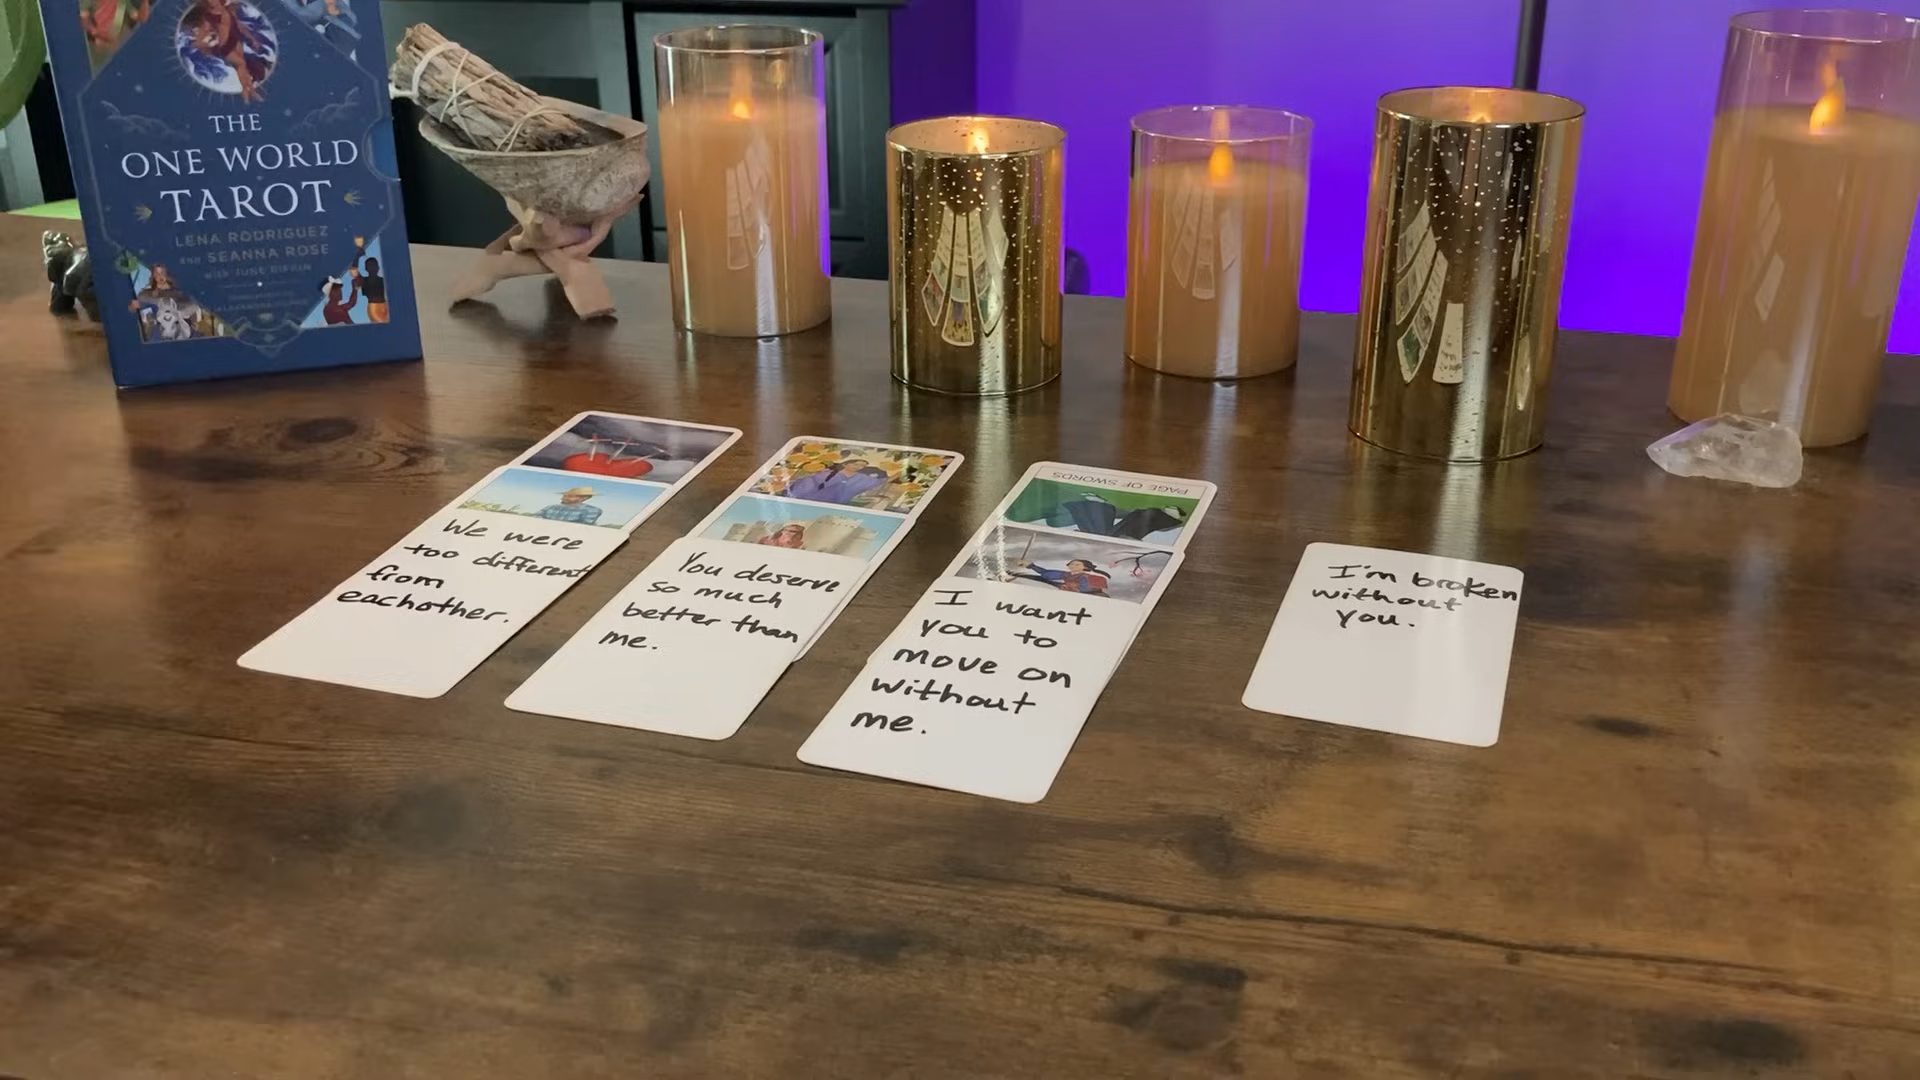 THE
ONE WORLD
TAROT
LENA RODRIGUEZ
AND SEANNA ROSE
PAGE OF SWORDS
We were
too different
from
eachother.
You deserve
so much
better than
me.
I want
you to
move on
without
me.
I'm broken
without
you.